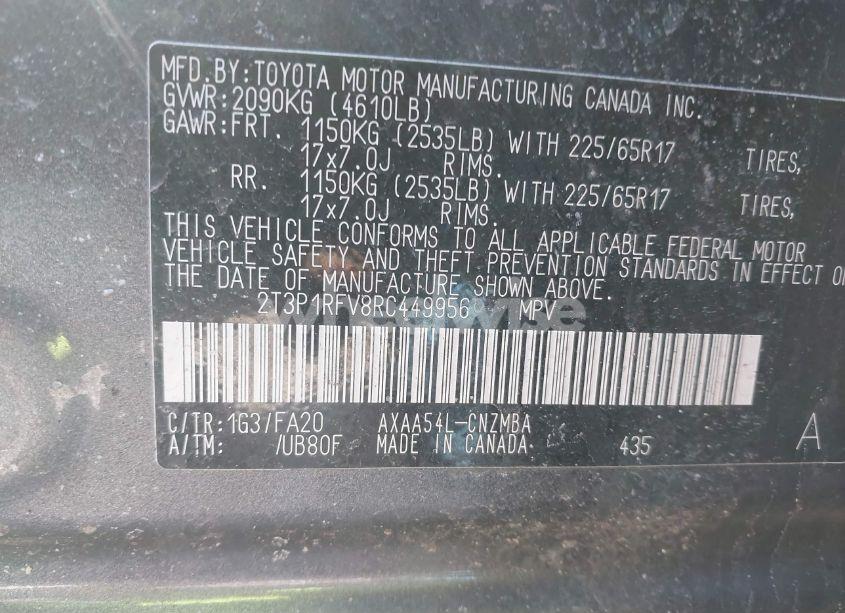 MFD.BY:TOYOTA MOTOR MANUFACTURING CANADA INC.
GVWR:2090KG (4610LB)
GAWR:FRT. 1150KG (2535LB) WITH 225/65R17 TIRES,
17x7.0J RIMS.
RR. 1150KG (2535LB) WITH 225/65R17 TIRES,
17x7.0J RIMS.
THIS VEHICLE CONFORMS TO ALL APPLICABLE FEDERAL MOTOR
VEHICLE SAFETY AND THEFT PREVENTION STANDARDS IN EFFECT ON
THE DATE OF MANUFACTURE SHOWN ABOVE.
2T3P1RFV8RC449956 MPV
wheelwise
C/TR:1G3/FA20 AXAA54L-CNZMBA A
A/TM: /UB80F MADE IN CANADA. 435